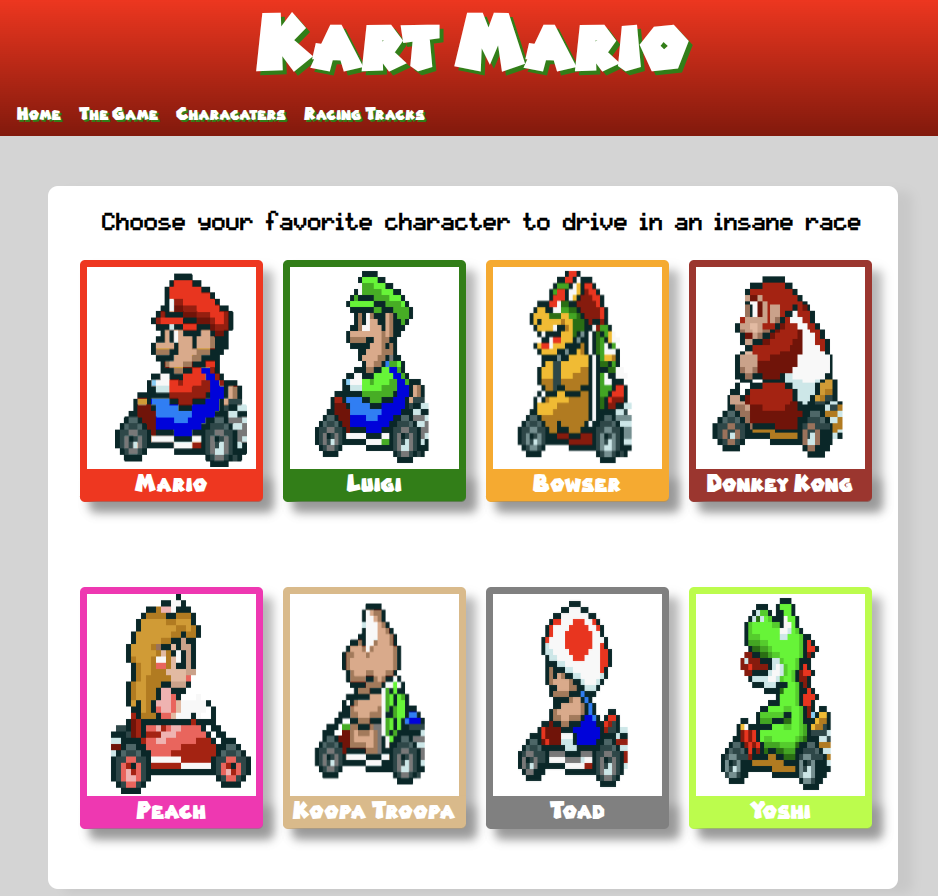 Kart Mario
Home The Game Characaters Racing Tracks
Choose your favorite character to drive in an insane race
Mario Luigi Bowser Donkey Kong
Peach Koopa Troopa Toad Yoshi